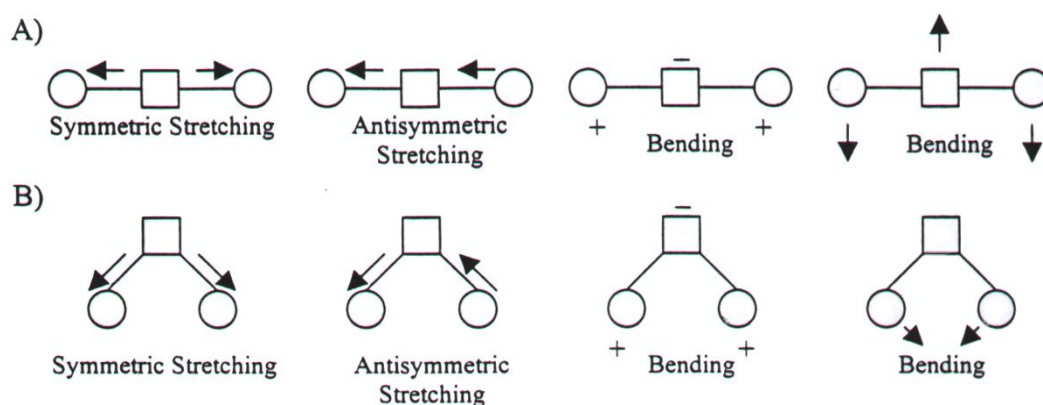 A)
Symmetric Stretching
Antisymmetric
Stretching
−
+ Bending +
Bending
B)
Symmetric Stretching
Antisymmetric
Stretching
−
+ Bending +
Bending